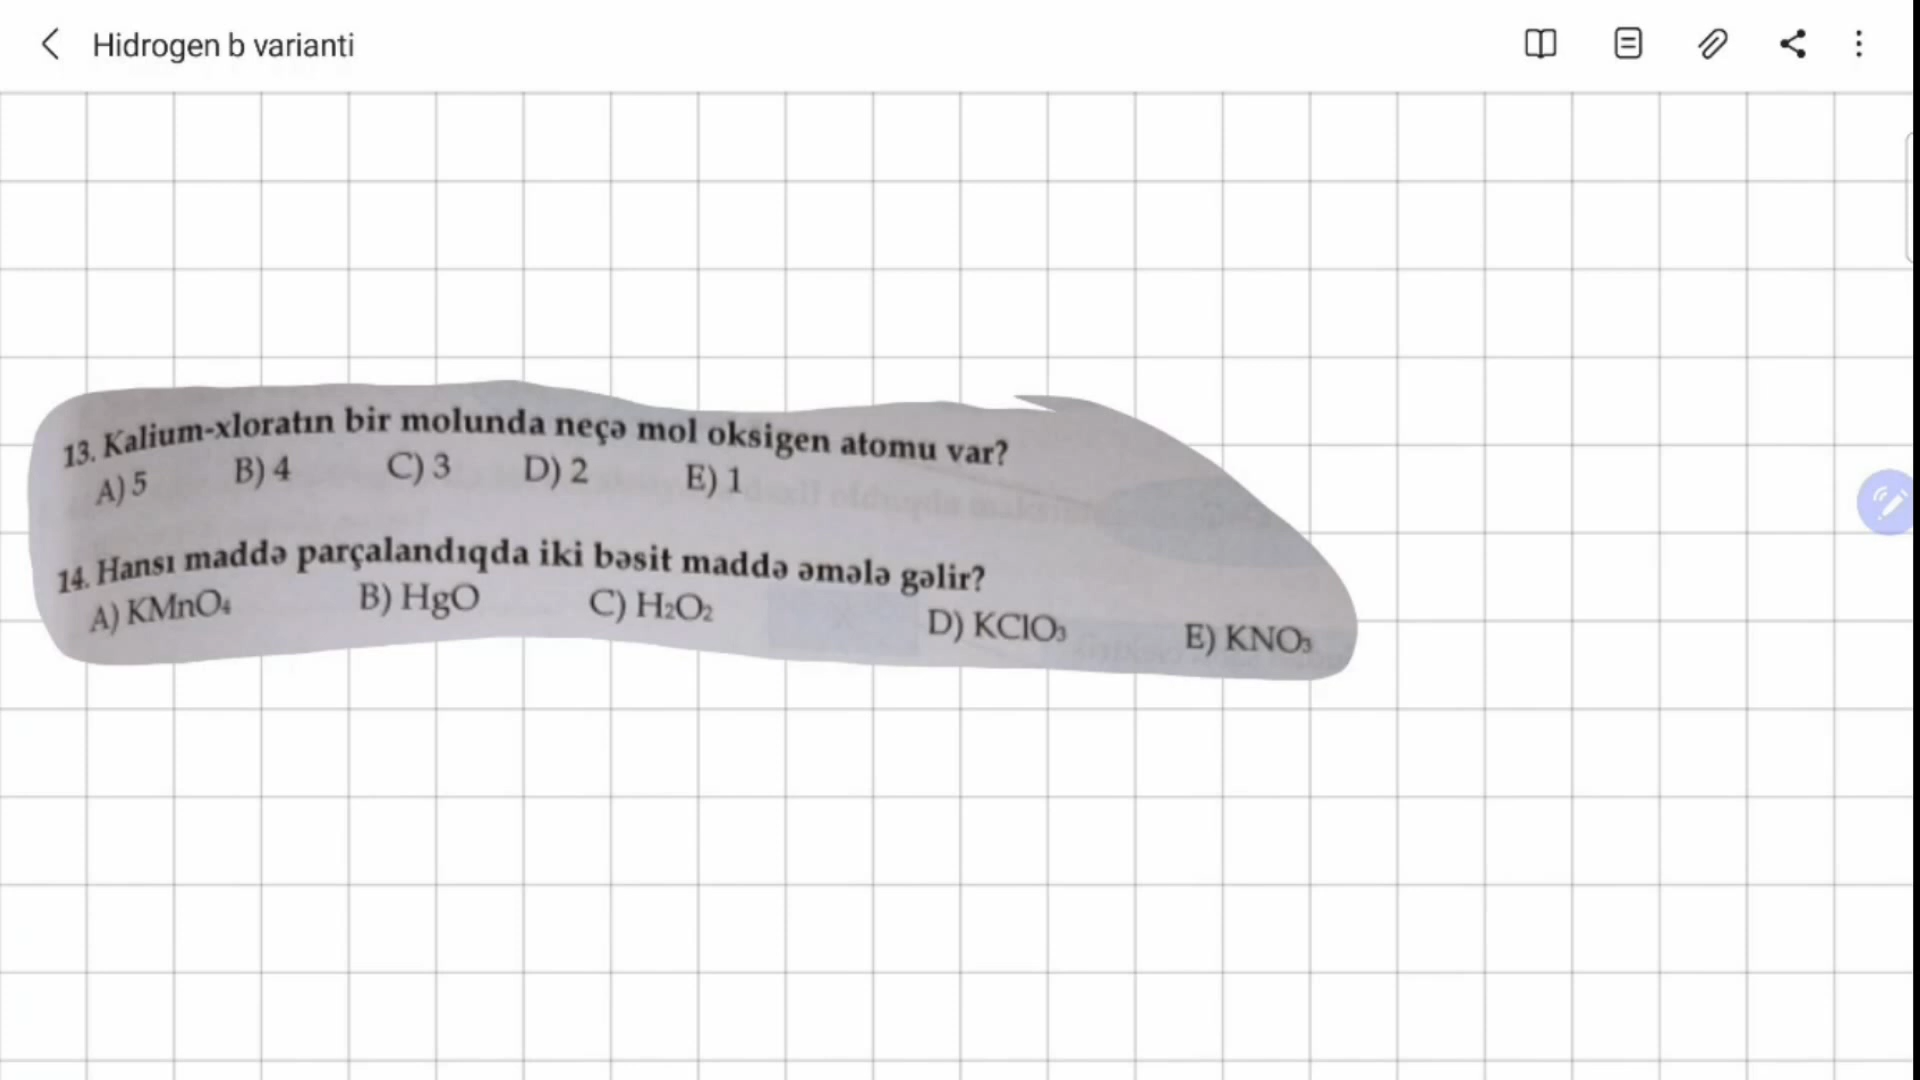 Hidrogen b varianti
13. Kalium-xloratın bir molunda neçə mol oksigen atomu var?
A) 5 B) 4 C) 3 D) 2 E) 1
14. Hansı maddə parçalandıqda iki bəsit maddə əmələ gəlir?
A) KMnO₄ B) HgO C) H₂O₂ D) KClO₃ E) KNO₃